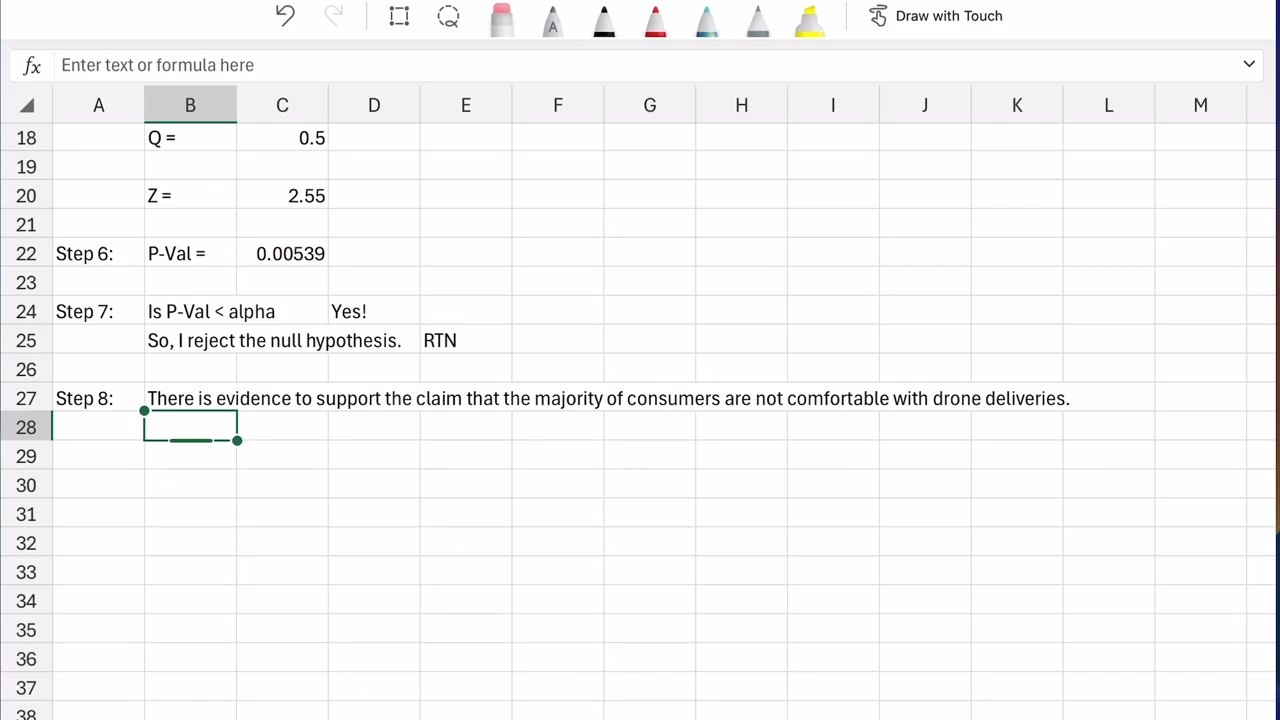 A
Draw with Touch
fx Enter text or formula here
A B C D E F G H I J K L M
18 Q = 0.5
19
20 Z = 2.55
21
22 Step 6: P-Val = 0.00539
23
24 Step 7: Is P-Val < alpha Yes!
25 So, I reject the null hypothesis. RTN
26
27 Step 8: There is evidence to support the claim that the majority of consumers are not comfortable with drone deliveries.
28
29
30
31
32
33
34
35
36
37
38